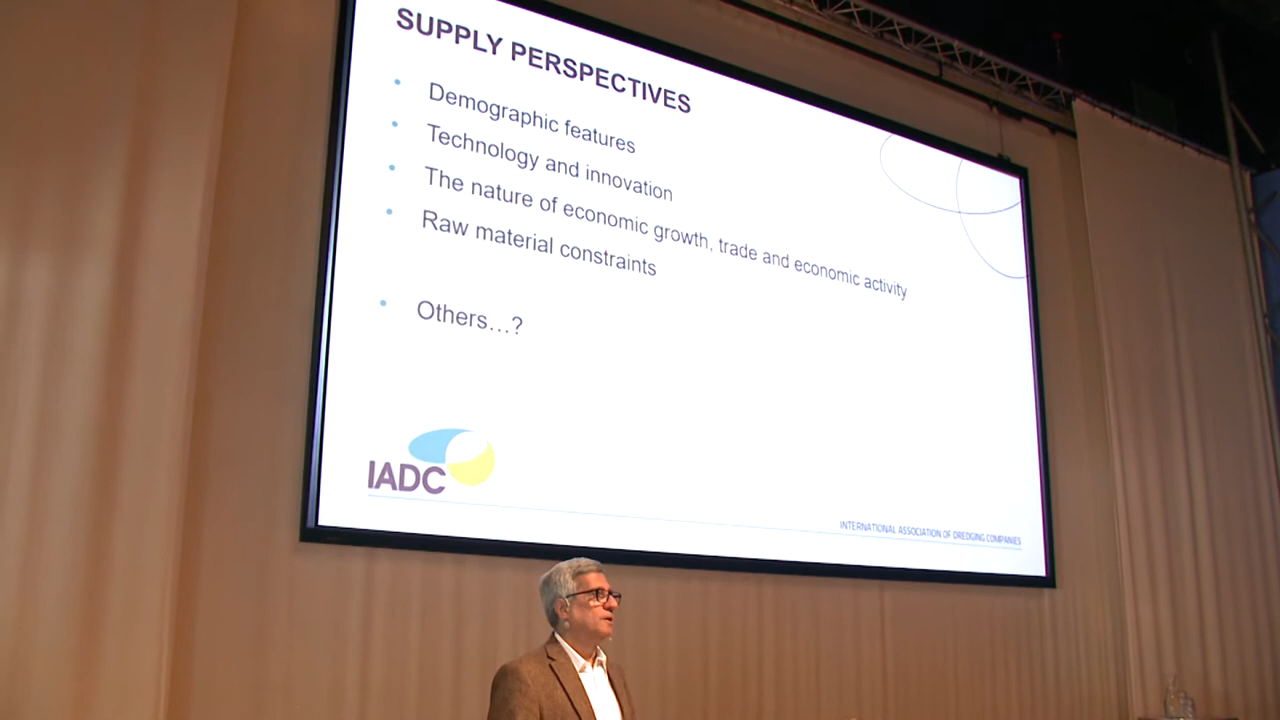 SUPPLY PERSPECTIVES
• Demographic features
• Technology and innovation
• The nature of economic growth, trade and economic activity
• Raw material constraints
• Others…?
IADC
INTERNATIONAL ASSOCIATION OF DREDGING COMPANIES